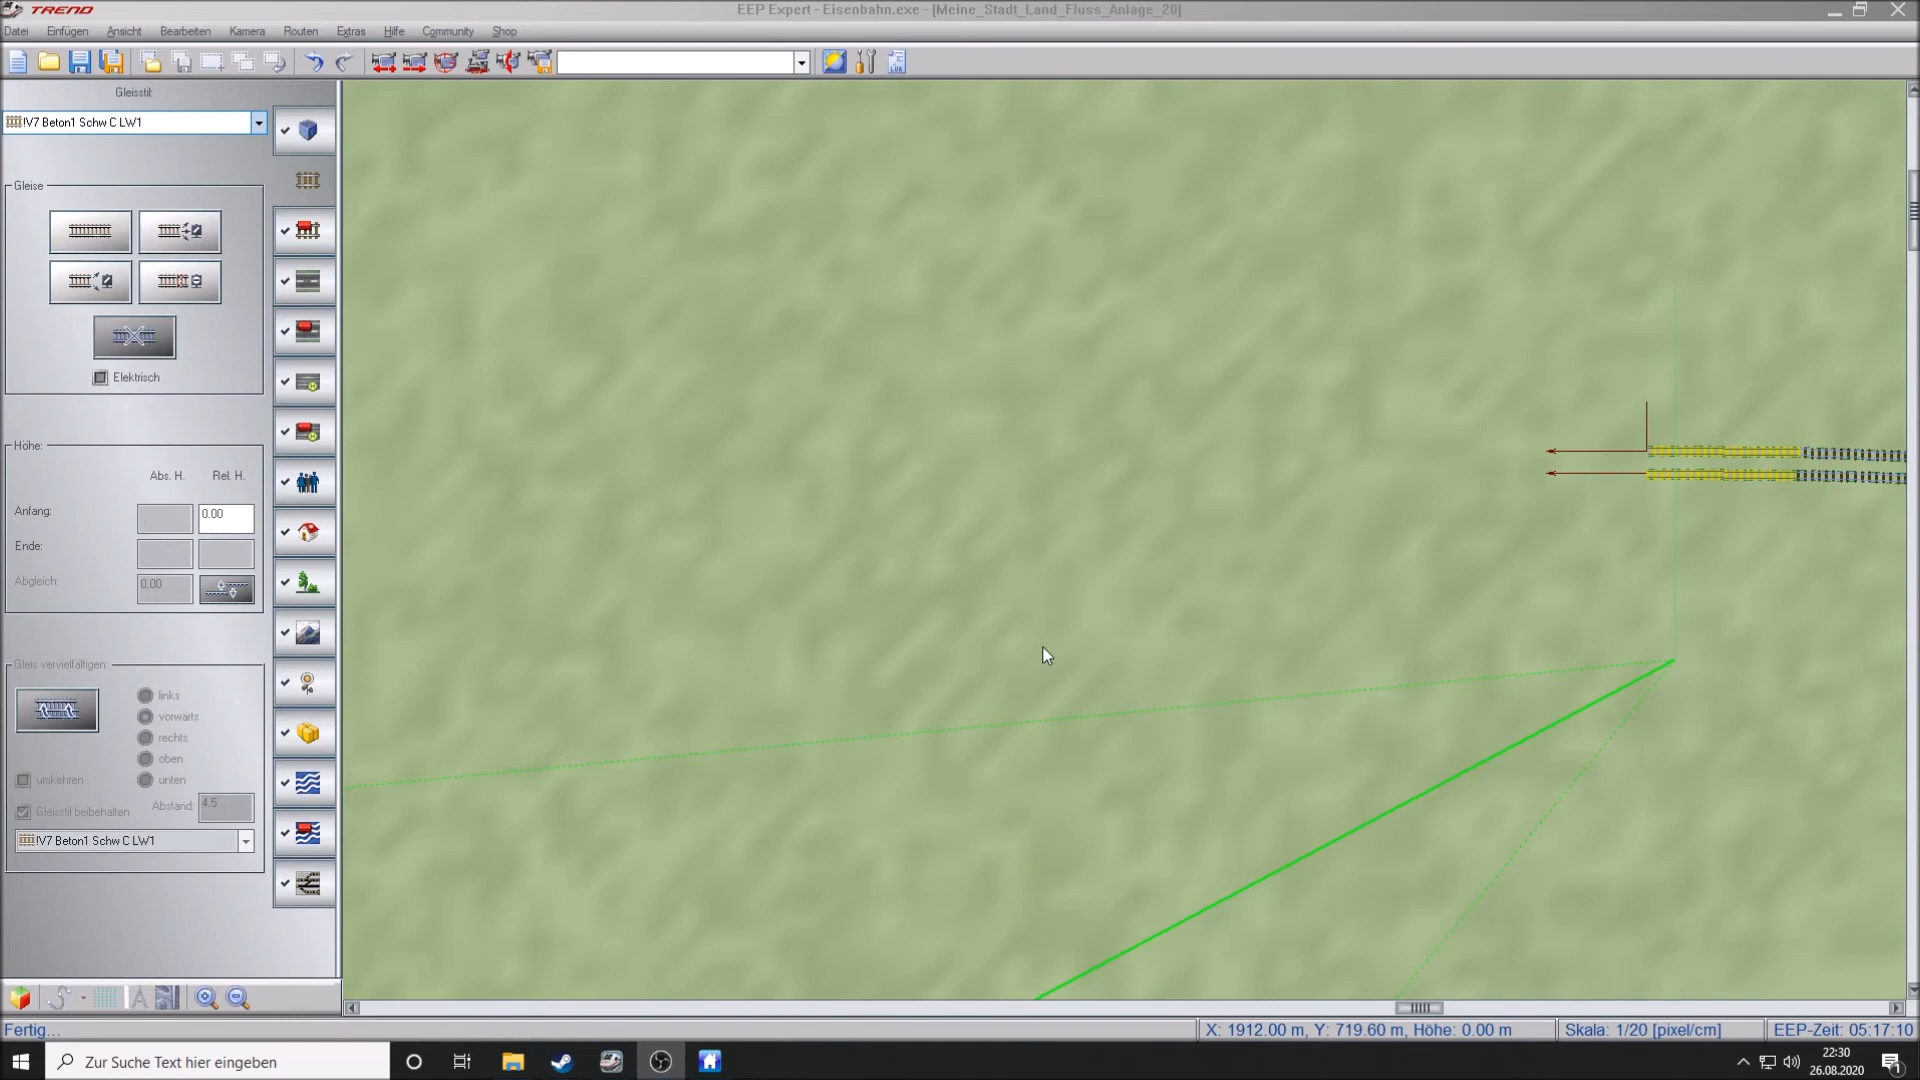 TREND
EEP Expert - Eisenbahn.exe - [Meine_Stadt_Land_Fluss_Anlage_20]
Datei Einfügen Ansicht Bearbeiten Kamera Routen Extras Hilfe Community Shop
Gleisstil:
!V7 Beton1 Schw C LW1
Gleise
Elektrisch
Höhe:
Abs. H. Rel. H.
Anfang: 0.00
Ende:
Abgleich: 0.00
Gleis vervielfältigen:
links
vorwärts
rechts
oben
umkehren unten
Gleisstil beibehalten Abstand: 4.5
!V7 Beton1 Schw C LW1
Fertig... X: 1912.00 m, Y: 719.60 m, Höhe: 0.00 m Skala: 1/20 [pixel/cm] EEP-Zeit: 05:17:10
Zur Suche Text hier eingeben
22:30
26.08.2020
1